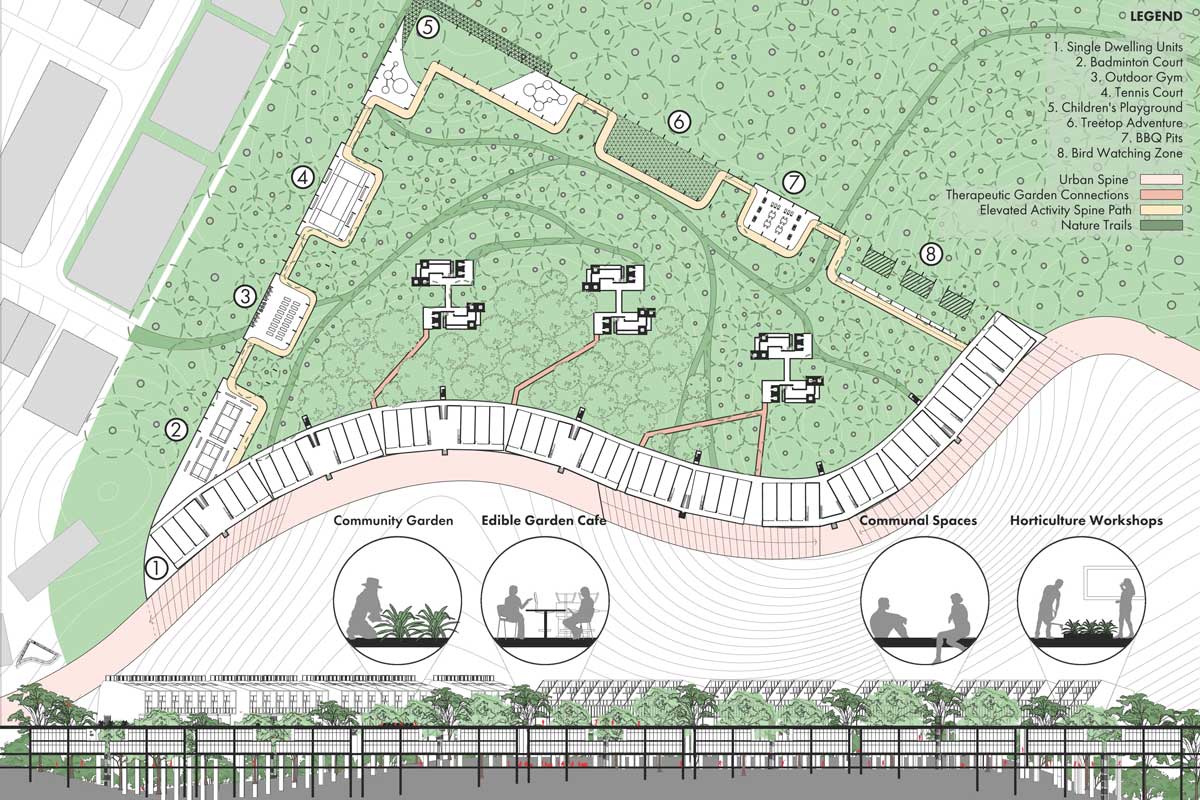 LEGEND
1. Single Dwelling Units
2. Badminton Court
3. Outdoor Gym
4. Tennis Court
5. Children's Playground
6. Treetop Adventure
7. BBQ Pits
8. Bird Watching Zone
Urban Spine
Therapeutic Garden Connections
Elevated Activity Spine Path
Nature Trails
5
6
4
7
8
3
2
1
Community Garden
Edible Garden Cafe
Communal Spaces
Horticulture Workshops